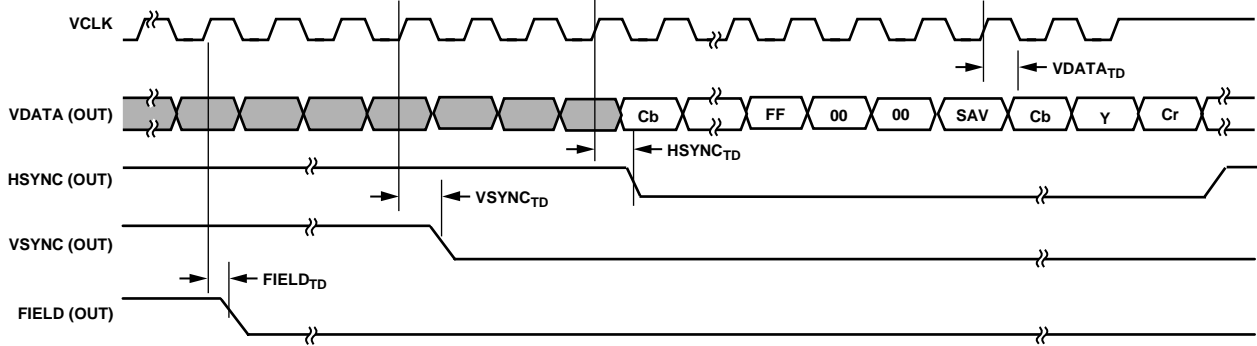 VCLK
VDATA_TD
VDATA (OUT) Cb FF 00 00 SAV Cb Y Cr
HSYNC_TD
HSYNC (OUT)
VSYNC_TD
VSYNC (OUT)
FIELD_TD
FIELD (OUT)